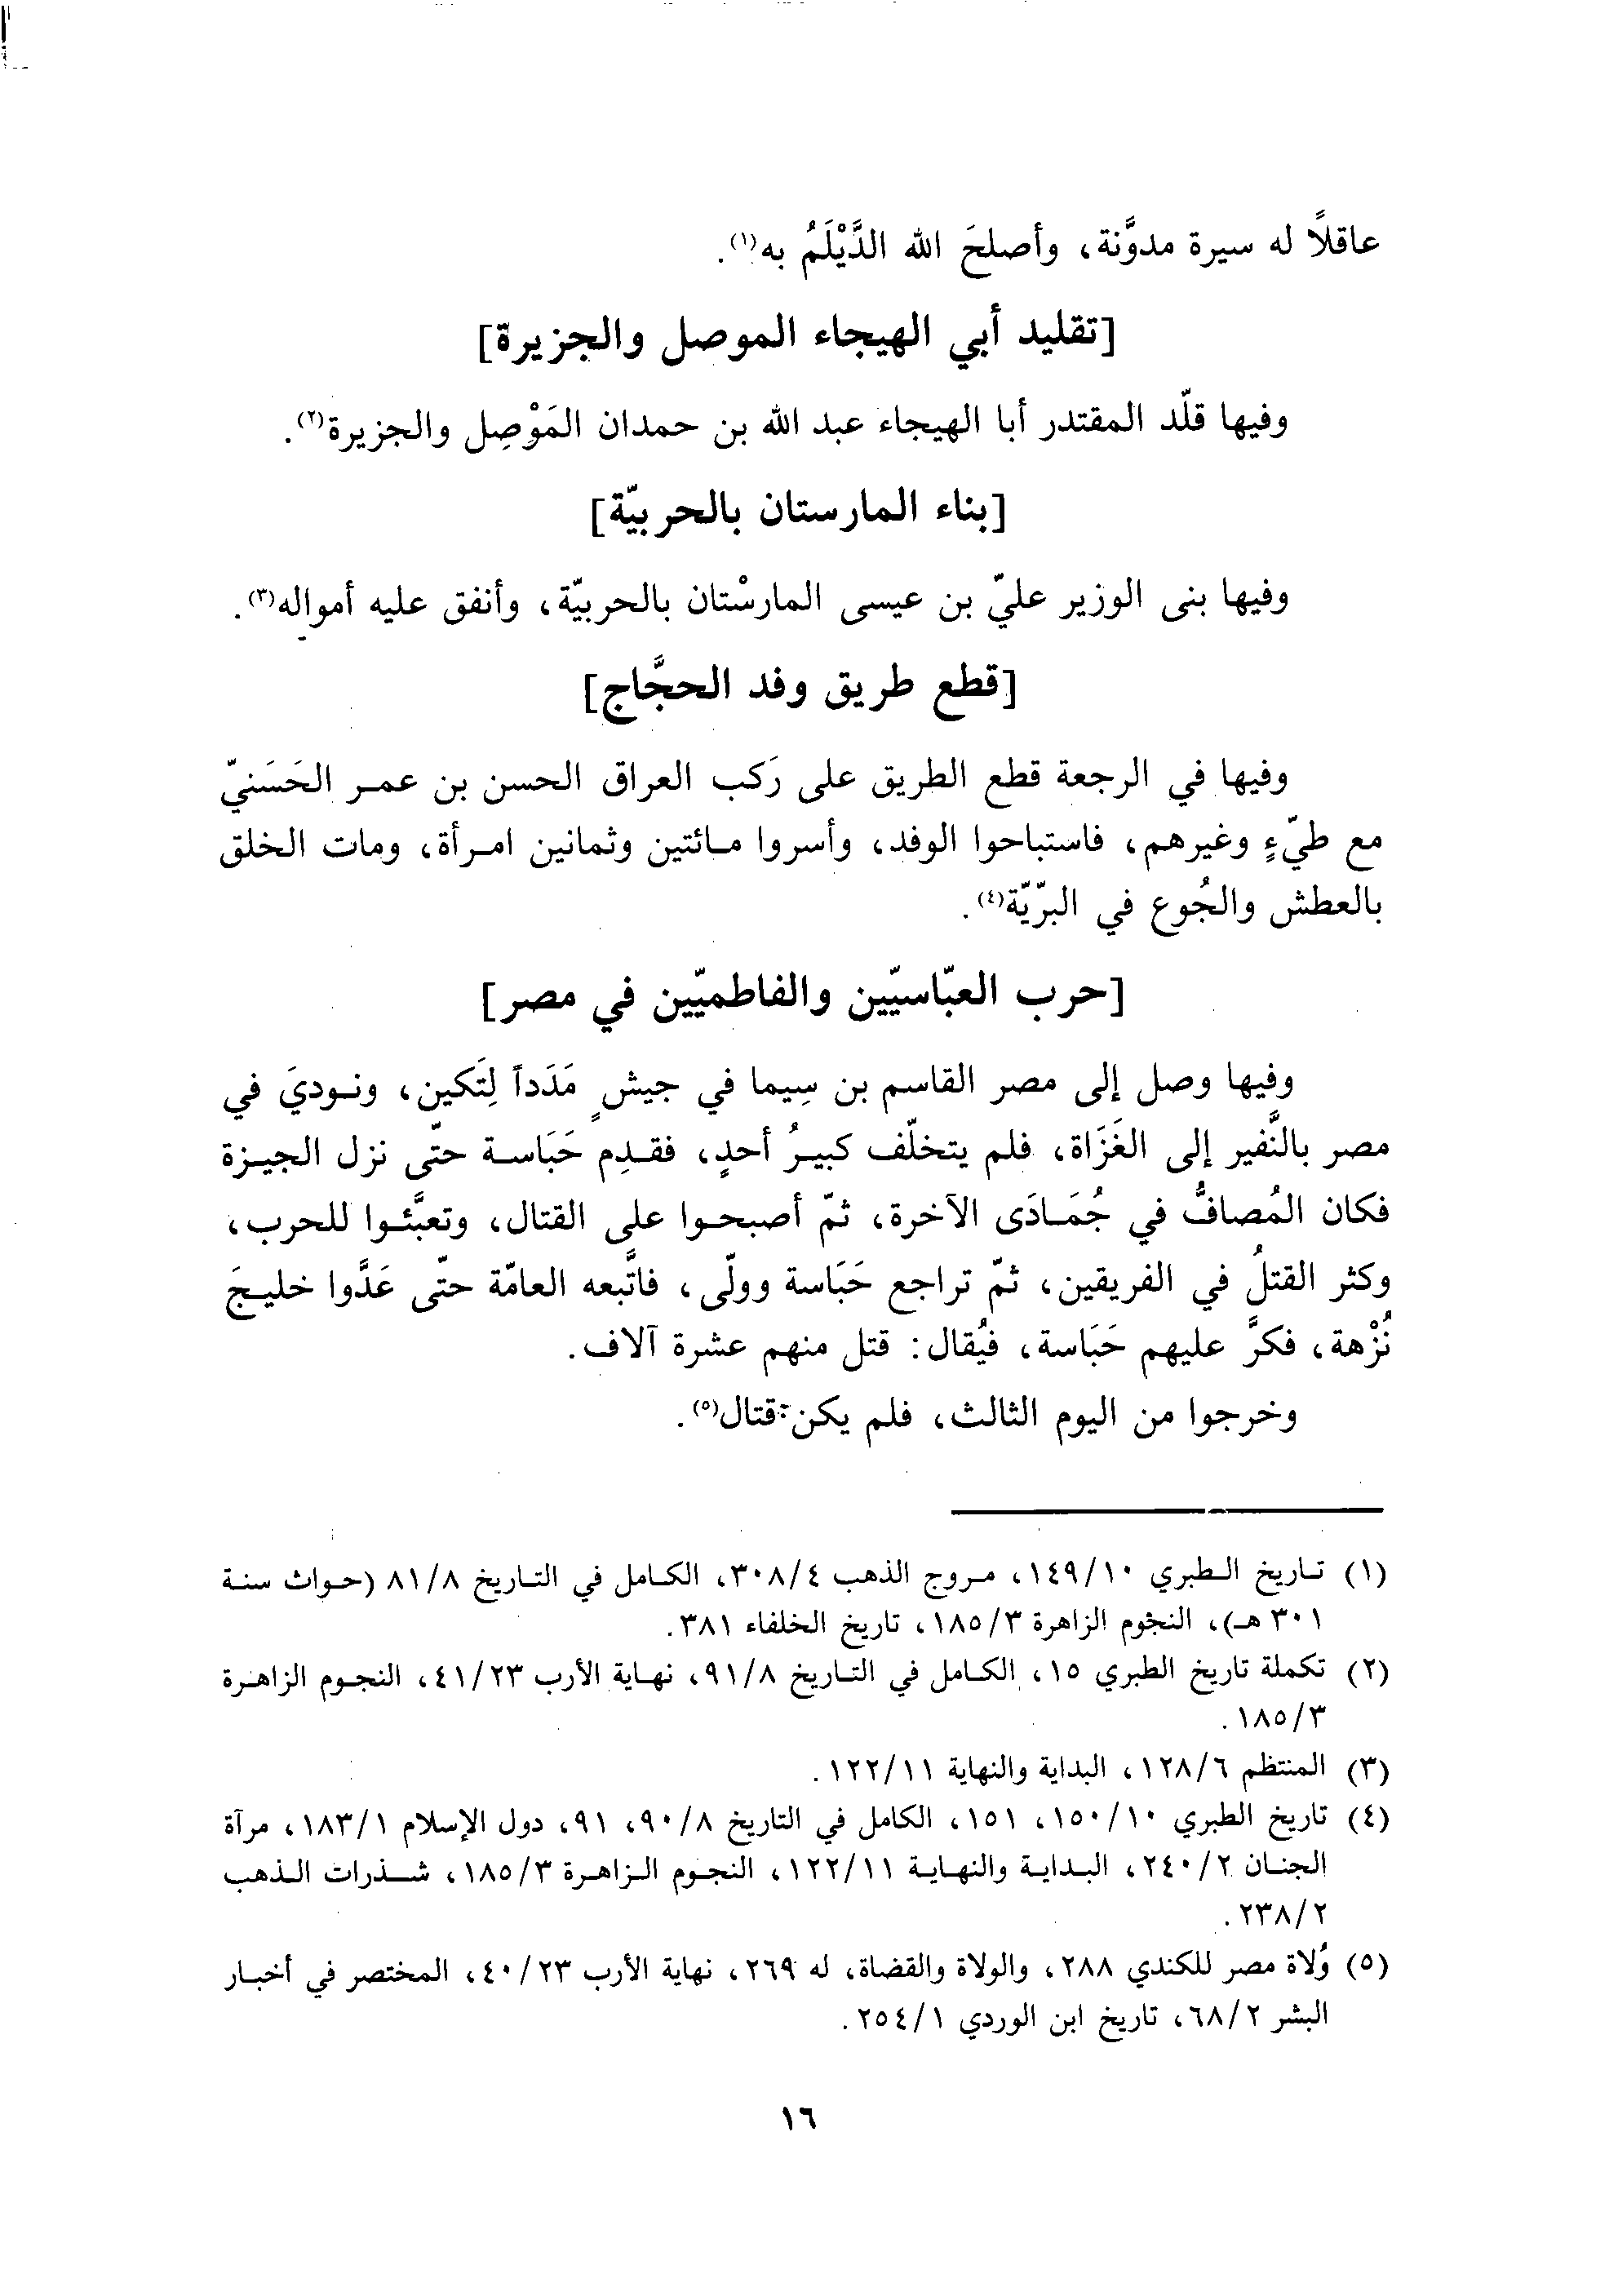 عاقلاً له سيرة مدوَّنة، وأصلحَ الله الدَّيْلَمُ به(١).
[تقليد أبي الهيجاء الموصل والجزيرة]
وفيها قلّد المقتدر أبا الهيجاء عبد الله بن حمدان المَوْصِل والجزيرة(٢).
[بناء المارستان بالحربيّة]
وفيها بنى الوزير عليّ بن عيسى المارسْتان بالحربيّة، وأنفق عليه أمواله(٣).
[قطع طريق وفد الحجَّاج]
وفيها في الرجعة قطع الطريق على رَكب العراق الحسن بن عمر الحَسَنيّ
مع طيّءٍ وغيرهم، فاستباحوا الوفد، وأسروا مائتين وثمانين امرأة، ومات الخلق
بالعطش والجُوع في البرّيّة(٤).
[حرب العبّاسيّين والفاطميّين في مصر]
وفيها وصل إلى مصر القاسم بن سِيما في جيشٍ مَدَداً لِتَكين، ونوديَ في
مصر بالنَّفير إلى الغَزَاة، فلم يتخلّف كبيرُ أحدٍ، فقدِم حَبَاسة حتّى نزل الجيزة
فكان المُصافُّ في جُمَادَى الآخرة، ثمّ أصبحوا على القتال، وتعبَّئوا للحرب،
وكثر القتلُ في الفريقين، ثمّ تراجع حَبَاسة وولّى، فاتَّبعه العامّة حتّى عَدَّوا خليجَ
نُزْهة، فكرَّ عليهم حَبَاسة، فيُقال: قتل منهم عشرة آلاف.
وخرجوا من اليوم الثالث، فلم يكن قتال(٥).
(١) تاريخ الطبري ١٤٩/١٠، مروج الذهب ٣٠٨/٤، الكامل في التاريخ ٨١/٨ (حواث سنة
٣٠١ هـ)، النجوم الزاهرة ١٨٥/٣، تاريخ الخلفاء ٣٨١.
(٢) تكملة تاريخ الطبري ١٥، الكامل في التاريخ ٩١/٨، نهاية الأرب ٤١/٢٣، النجوم الزاهرة
١٨٥/٣.
(٣) المنتظم ١٢٨/٦، البداية والنهاية ١٢٢/١١.
(٤) تاريخ الطبري ١٥٠/١٠، ١٥١، الكامل في التاريخ ٩٠/٨، ٩١، دول الإسلام ١٨٣/١، مرآة
الجنان ٢٤٠/٢، البداية والنهاية ١٢٢/١١، النجوم الزاهرة ١٨٥/٣، شذرات الذهب
٢٣٨/٢.
(٥) وُلاة مصر للكندي ٢٨٨، والولاة والقضاة، له ٢٦٩، نهاية الأرب ٤٠/٢٣، المختصر في أخبار
البشر ٦٨/٢، تاريخ ابن الوردي ٢٥٤/١.
١٦